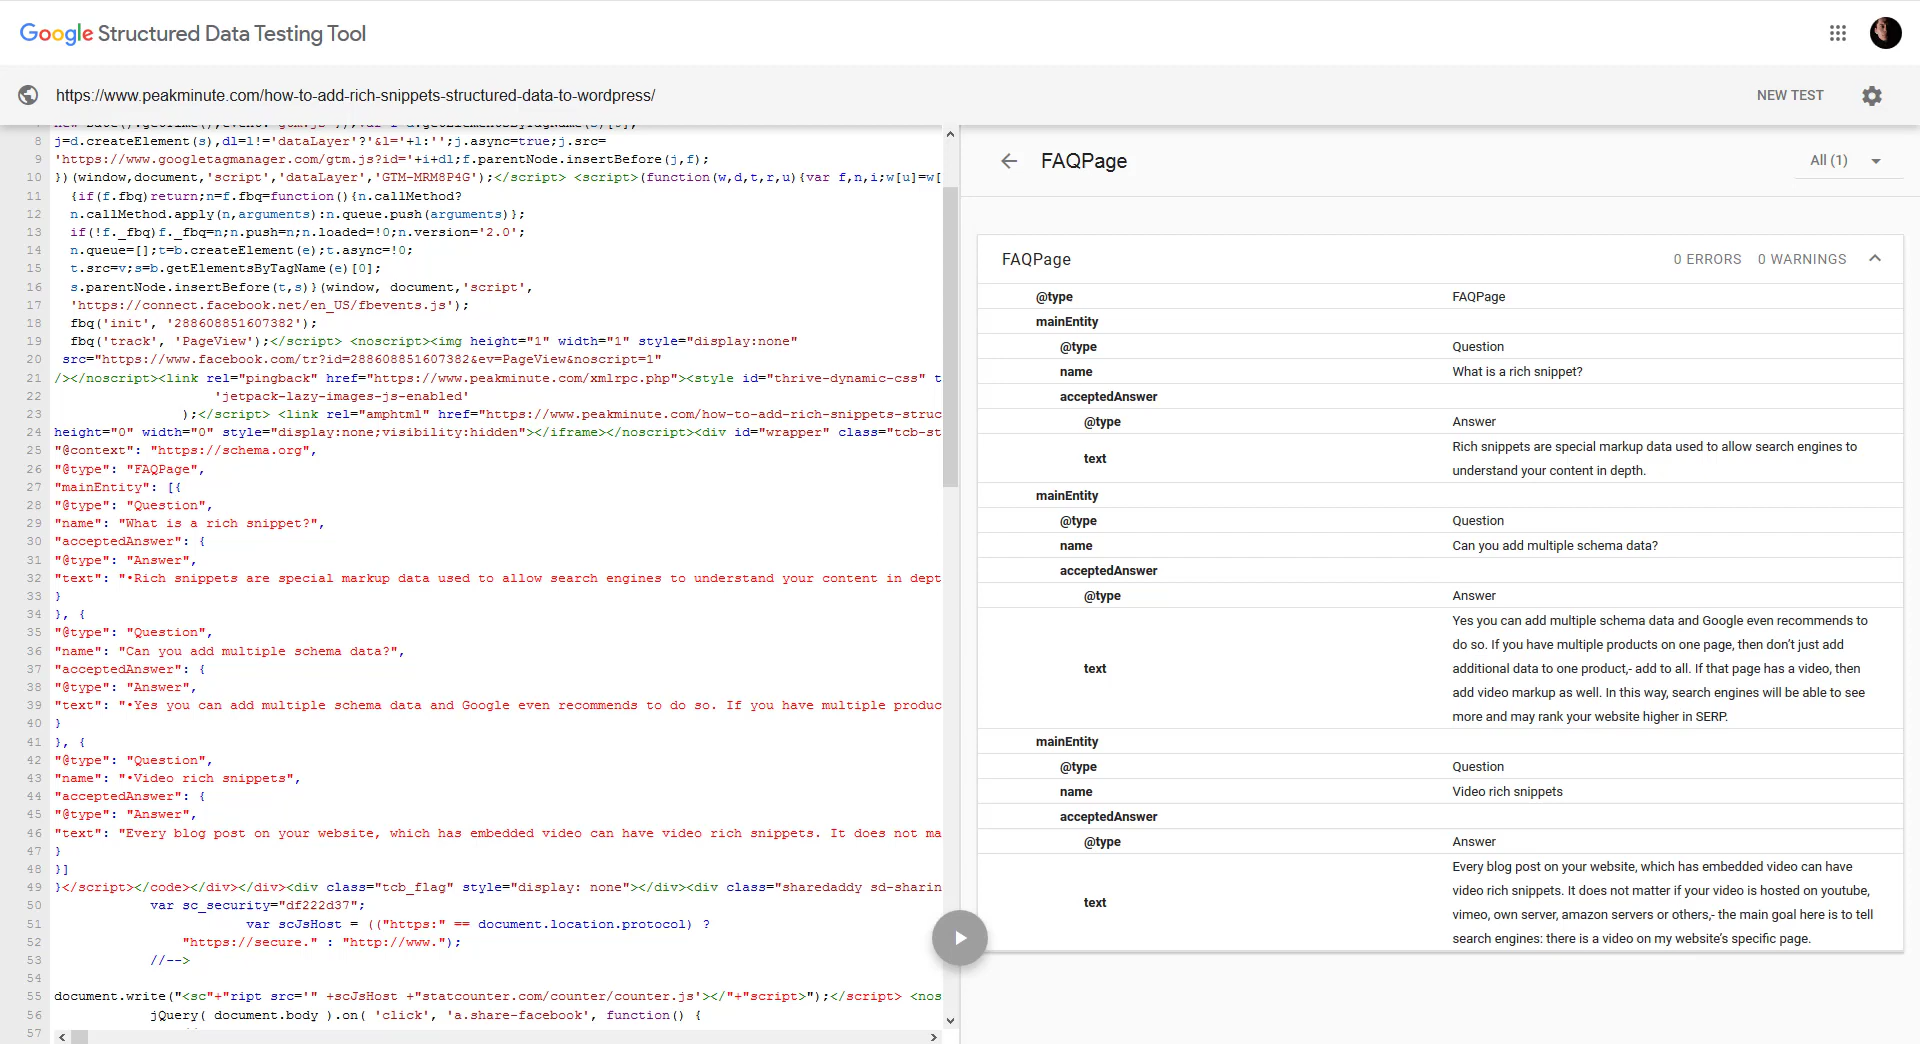 Google Structured Data Testing Tool
https://www.peakminute.com/how-to-add-rich-snippets-structured-data-to-wordpress/
NEW TEST
8 j=d.createElement(s),dl=l!='dataLayer'?'&l='+l:'';j.async=true;j.src=
9 'https://www.googletagmanager.com/gtm.js?id='+i+dl;f.parentNode.insertBefore(j,f);
10 })(window,document,'script','dataLayer','GTM-MRM8P4G');</script> <script>(function(w,d,t,r,u){var f,n,i;w[u]=w[
11 {if(f.fbq)return;n=f.fbq=function(){n.callMethod?
12 n.callMethod.apply(n,arguments):n.queue.push(arguments)};
13 if(!f._fbq)f._fbq=n;n.push=n;n.loaded=!0;n.version='2.0';
14 n.queue=[];t=b.createElement(e);t.async=!0;
15 t.src=v;s=b.getElementsByTagName(e)[0];
16 s.parentNode.insertBefore(t,s)}(window, document,'script',
17 'https://connect.facebook.net/en_US/fbevents.js');
18 fbq('init', '288608851607382');
19 fbq('track', 'PageView');</script> <noscript><img height="1" width="1" style="display:none"
20 src="https://www.facebook.com/tr?id=288608851607382&ev=PageView&noscript=1"
21 /></noscript><link rel="pingback" href="https://www.peakminute.com/xmlrpc.php"><style id="thrive-dynamic-css" t
22 'jetpack-lazy-images-js-enabled'
23 );</script> <link rel="amphtml" href="https://www.peakminute.com/how-to-add-rich-snippets-struc
24 height="0" width="0" style="display:none;visibility:hidden"></iframe></noscript><div id="wrapper" class="tcb-st
25 "@context": "https://schema.org",
26 "@type": "FAQPage",
27 "mainEntity": [{
28 "@type": "Question",
29 "name": "What is a rich snippet?",
30 "acceptedAnswer": {
31 "@type": "Answer",
32 "text": "•Rich snippets are special markup data used to allow search engines to understand your content in dept
33 }
34 }, {
35 "@type": "Question",
36 "name": "Can you add multiple schema data?",
37 "acceptedAnswer": {
38 "@type": "Answer",
39 "text": "•Yes you can add multiple schema data and Google even recommends to do so. If you have multiple produc
40 }
41 }, {
42 "@type": "Question",
43 "name": "•Video rich snippets",
44 "acceptedAnswer": {
45 "@type": "Answer",
46 "text": "Every blog post on your website, which has embedded video can have video rich snippets. It does not ma
47 }
48 }]
49 }</script></code></div></div><div class="tcb_flag" style="display: none"></div><div class="sharedaddy sd-sharin
50 var sc_security="df222d37";
51 var scJsHost = (("https:" == document.location.protocol) ?
52 "https://secure." : "http://www.");
53 //-->
54
55 document.write("<sc"+"ript src='" +scJsHost +"statcounter.com/counter/counter.js'></"+"script>");</script> <nos
56 jQuery( document.body ).on( 'click', 'a.share-facebook', function() {
57
FAQPage
All (1)
FAQPage 0 ERRORS 0 WARNINGS
@type FAQPage
mainEntity
@type Question
name What is a rich snippet?
acceptedAnswer
@type Answer
text Rich snippets are special markup data used to allow search engines to
understand your content in depth.
mainEntity
@type Question
name Can you add multiple schema data?
acceptedAnswer
@type Answer
text Yes you can add multiple schema data and Google even recommends to
do so. If you have multiple products on one page, then don't just add
additional data to one product,- add to all. If that page has a video, then
add video markup as well. In this way, search engines will be able to see
more and may rank your website higher in SERP.
mainEntity
@type Question
name Video rich snippets
acceptedAnswer
@type Answer
text Every blog post on your website, which has embedded video can have
video rich snippets. It does not matter if your video is hosted on youtube,
vimeo, own server, amazon servers or others,- the main goal here is to tell
search engines: there is a video on my website's specific page.